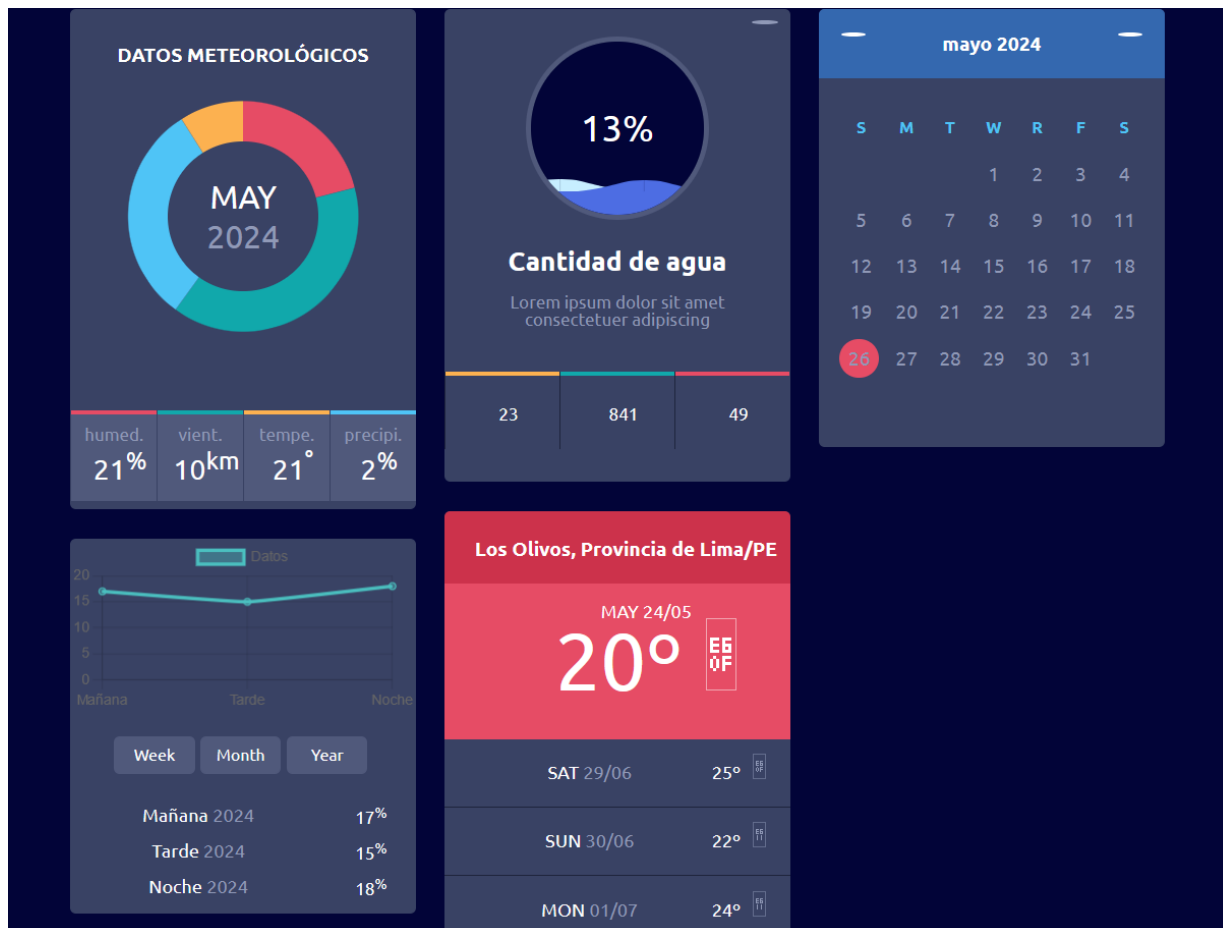 DATOS METEOROLÓGICOS
MAY
2024
humed. vient. tempe. precipi.
21% 10km 21° 2%
Datos
20
15
10
5
0
Mañana Tarde Noche
Week Month Year
Mañana 2024 17%
Tarde 2024 15%
Noche 2024 18%
13%
Cantidad de agua
Lorem ipsum dolor sit amet
consectetuer adipiscing
23 841 49
Los Olivos, Provincia de Lima/PE
MAY 24/05
20°
E6
0F
SAT 29/06 25°
SUN 30/06 22°
MON 01/07 24°
mayo 2024
S M T W R F S
1 2 3 4
5 6 7 8 9 10 11
12 13 14 15 16 17 18
19 20 21 22 23 24 25
26 27 28 29 30 31